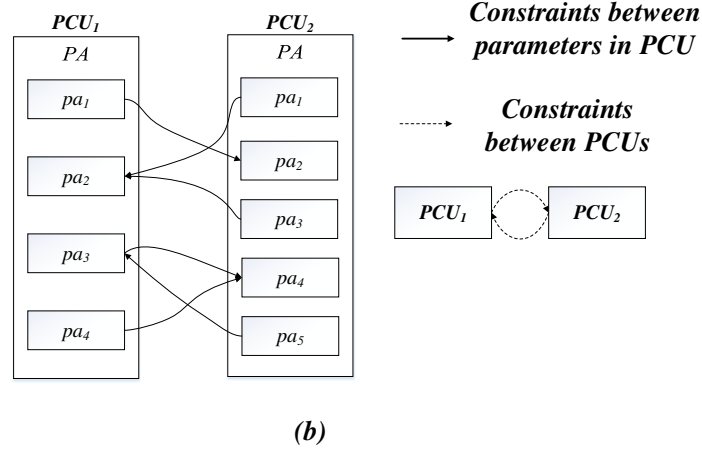 PCU1
PA
pa1
pa2
pa3
pa4
PCU2
PA
pa1
pa2
pa3
pa4
pa5
Constraints between
parameters in PCU
Constraints
between PCUs
PCU1
PCU2
(b)